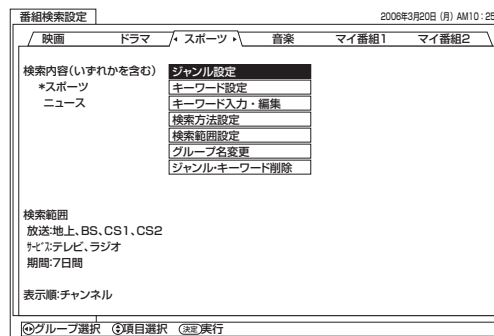 番組検索設定 2006年3月20日 (月) AM10:25
映画 ドラマ スポーツ 音楽 マイ番組1 マイ番組2
検索内容(いずれかを含む)
*スポーツ
ニュース
ジャンル設定
キーワード設定
キーワード入力・編集
検索方法設定
検索範囲設定
グループ名変更
ジャンル・キーワード削除
検索範囲
放送:地上、BS、CS1、CS2
サービス:テレビ、ラジオ
期間:7日間
表示順:チャンネル
グループ選択 項目選択 決定 実行